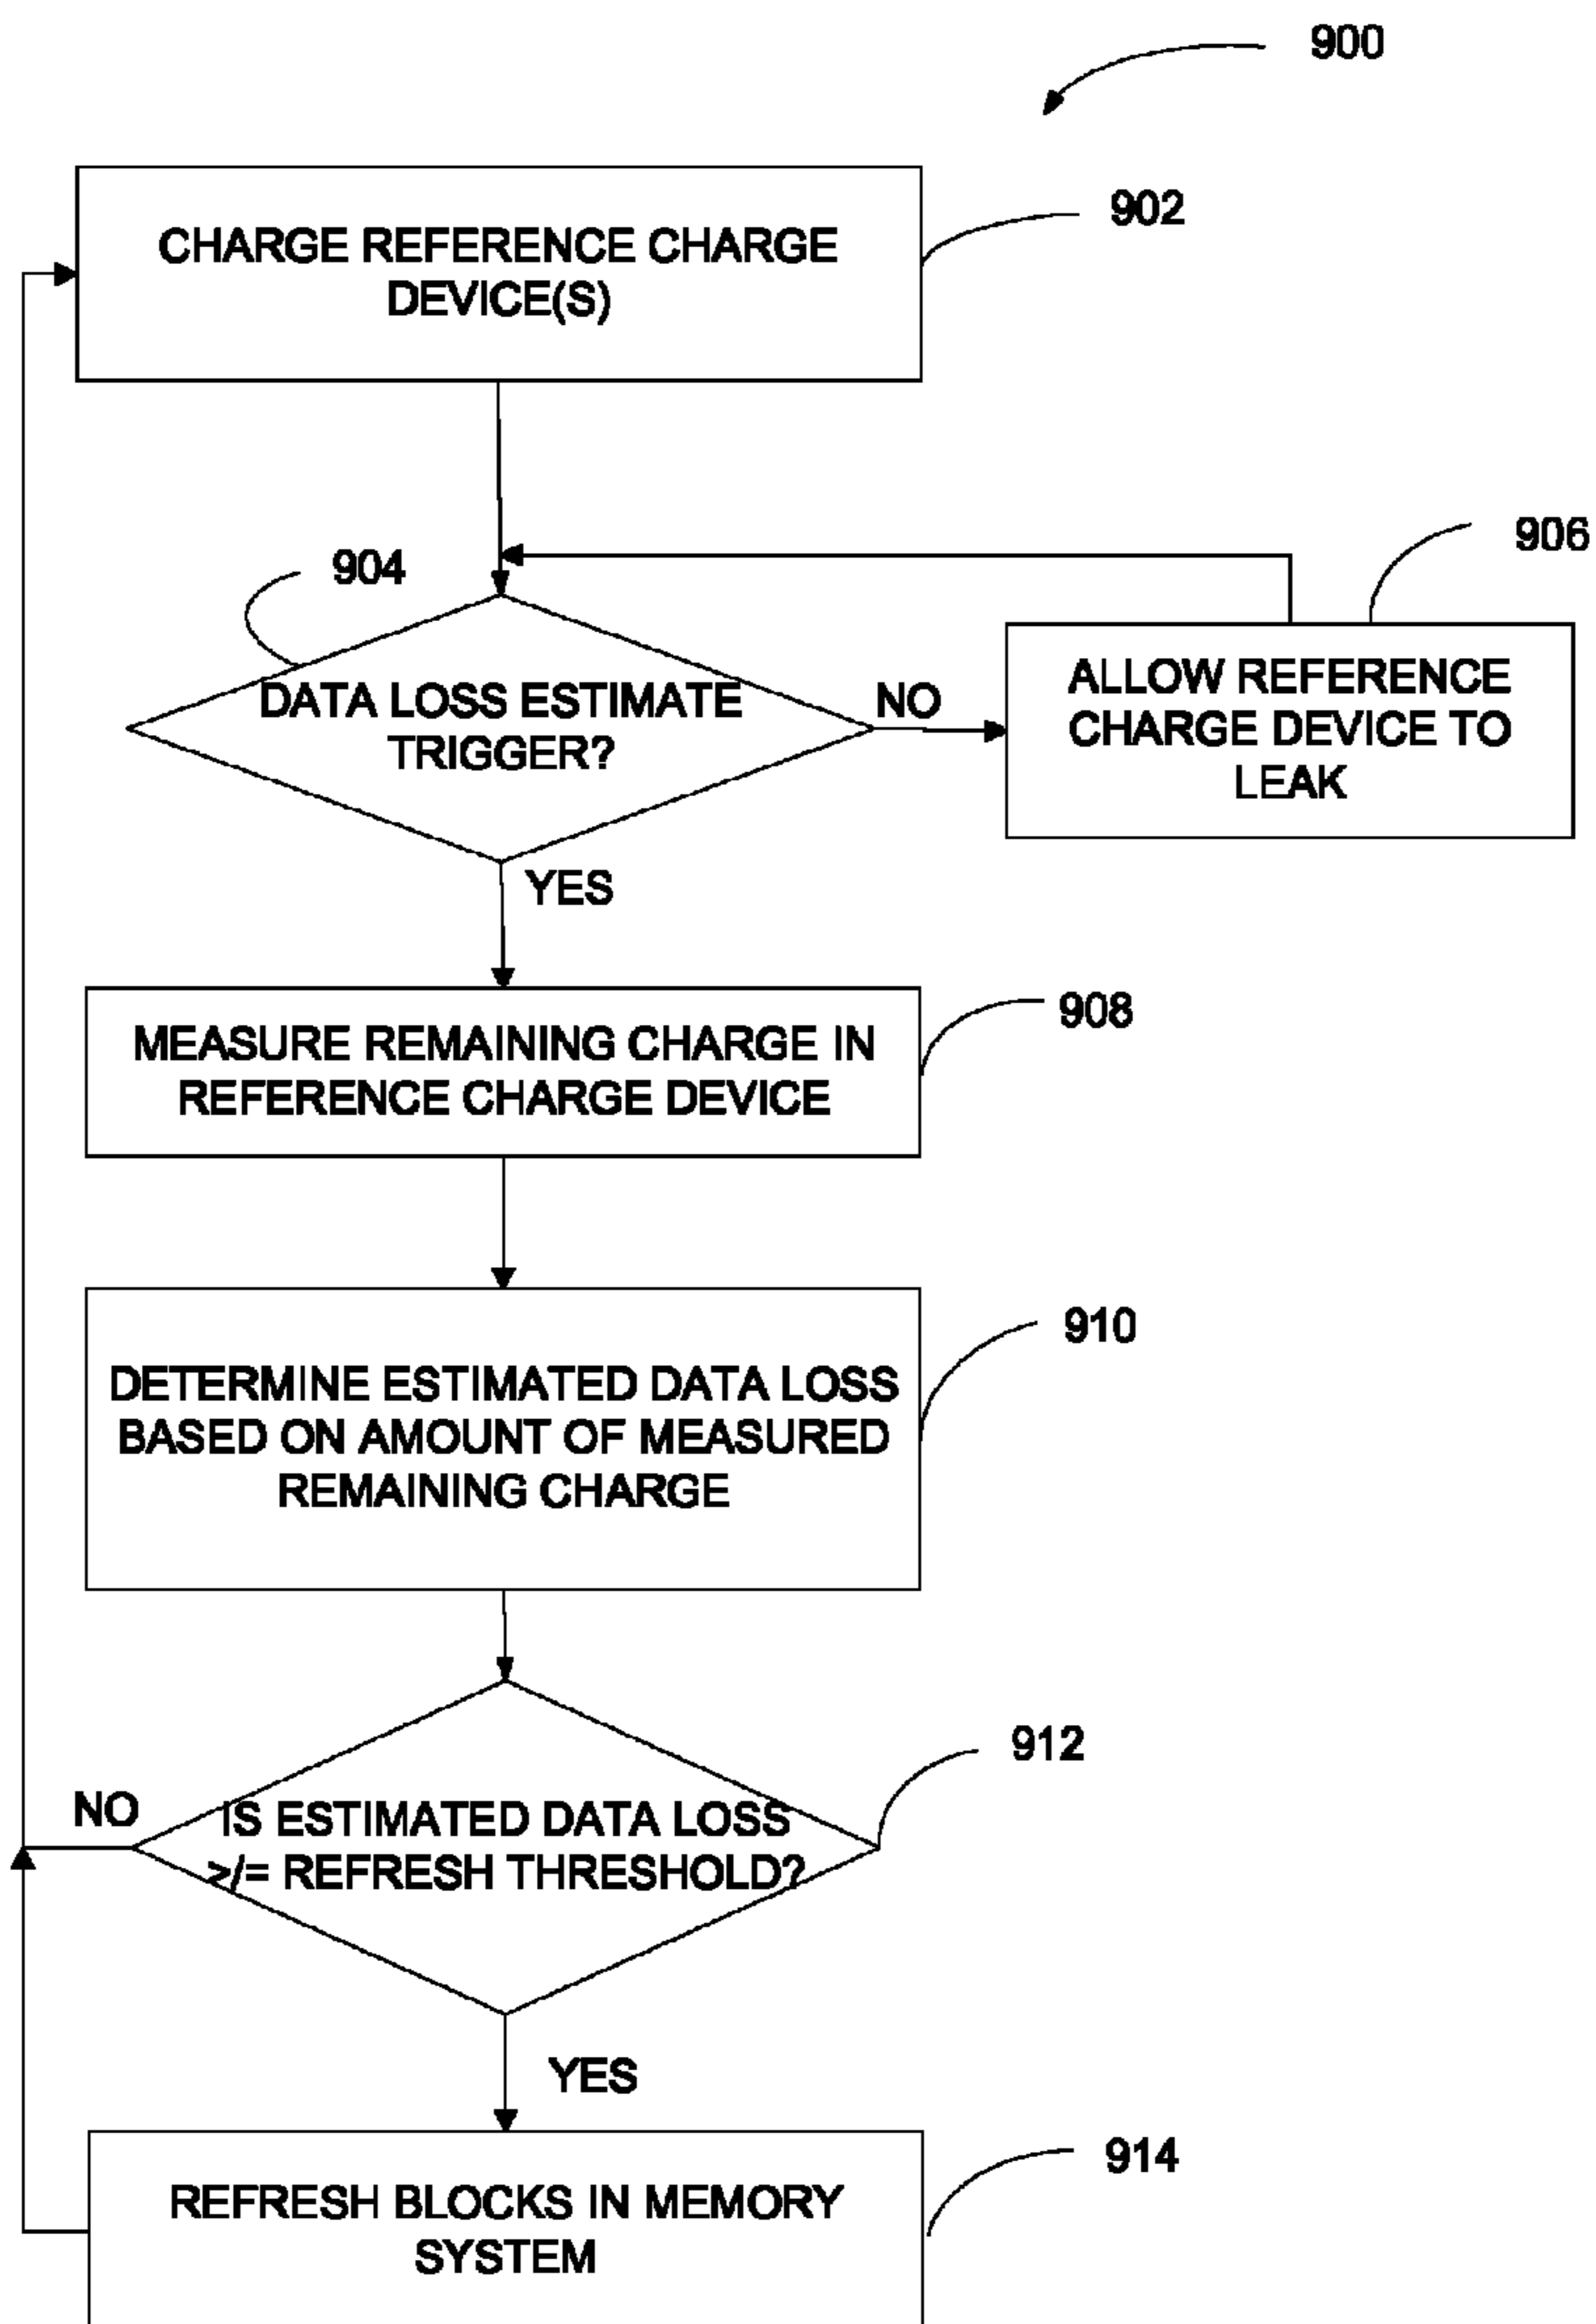 900
CHARGE REFERENCE CHARGE
DEVICE(S)
902
904
DATA LOSS ESTIMATE
TRIGGER?
NO
906
ALLOW REFERENCE
CHARGE DEVICE TO
LEAK
YES
MEASURE REMAINING CHARGE IN
REFERENCE CHARGE DEVICE
908
DETERMINE ESTIMATED DATA LOSS
BASED ON AMOUNT OF MEASURED
REMAINING CHARGE
910
NO
IS ESTIMATED DATA LOSS
>/= REFRESH THRESHOLD?
912
YES
REFRESH BLOCKS IN MEMORY
SYSTEM
914